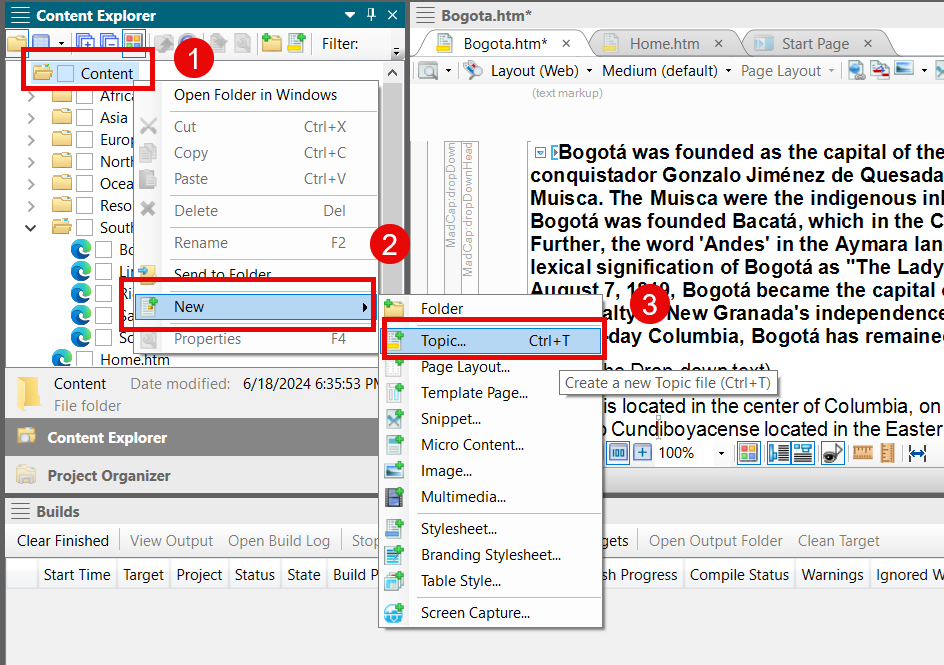 Content Explorer
Filter:
Content
Africa
Asia
Europ
North
Ocea
Reso
South
Bo
Li
Ri
Sa
Sc
Home.htm
1
Open Folder in Windows
Cut Ctrl+X
Copy Ctrl+C
Paste Ctrl+V
Delete Del
Rename F2
Send to Folder
New
Properties F4
2
Folder
Topic... Ctrl+T
Page Layout...
Template Page...
Snippet...
Micro Content...
Image...
Multimedia...
Stylesheet...
Branding Stylesheet...
Table Style...
Screen Capture...
3
Create a new Topic file (Ctrl+T)
Content Date modified: 6/18/2024 6:35:53 PM
File folder
Content Explorer
Project Organizer
Bogota.htm*
Bogota.htm* Home.htm Start Page
Layout (Web) Medium (default) Page Layout
(text markup)
MadCap:dropDown
MadCap:dropDownHead
Bogotá was founded as the capital of the
conquistador Gonzalo Jiménez de Quesada
Muisca. The Muisca were the indigenous inl
Bogotá was founded Bacatá, which in the C
Further, the word 'Andes' in the Aymara lan
lexical signification of Bogotá as "The Lady
August 7, 1819, Bogotá became the capital o
alty New Granada's independence
-day Columbia, Bogotá has remained
he Drop-down text)
is located in the center of Columbia, on
Cundiboyacense located in the Eastern
100%
Builds
Clear Finished View Output Open Build Log Stop gets Open Output Folder Clean Target
Start Time Target Project Status State Build P sh Progress Compile Status Warnings Ignored W